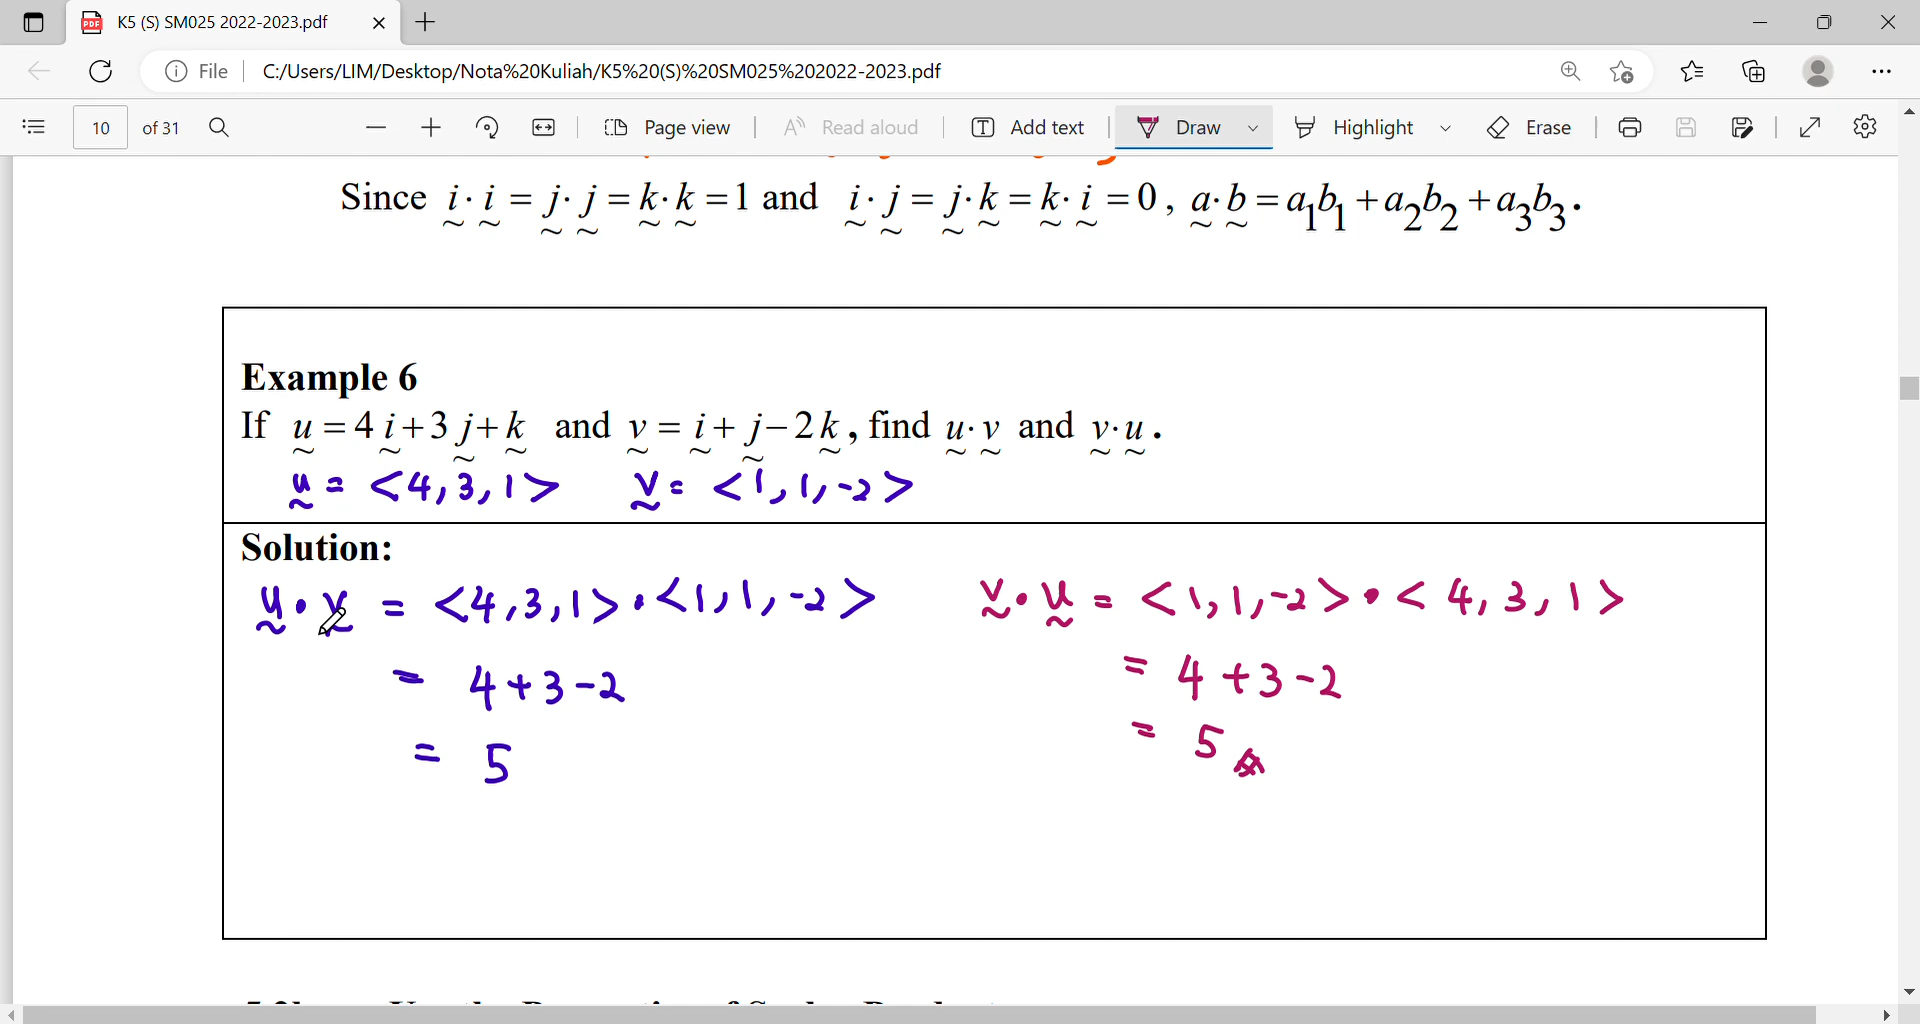 K5 (S) SM025 2022-2023.pdf
File C:/Users/LIM/Desktop/Nota%20Kuliah/K5%20(S)%20SM025%202022-2023.pdf
10 of 31 Page view Read aloud Add text Draw Highlight Erase
Since i · i = j · j = k · k = 1 and i · j = j · k = k · i = 0 , a · b = a₁b₁ + a₂b₂ + a₃b₃ .
Example 6
If u = 4 i + 3 j + k and v = i + j − 2 k , find u · v and v · u .
u = <4, 3, 1> v = <1, 1, -2>
Solution:
u • v = <4, 3, 1> • <1, 1, -2> v • u = <1, 1, -2> • <4, 3, 1>
= 4 + 3 - 2 = 4 + 3 - 2
= 5 = 5